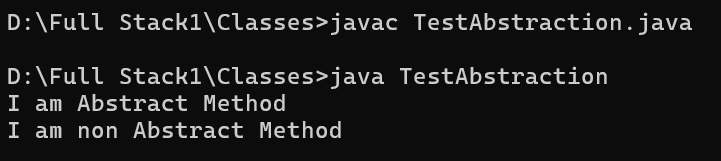 D:\Full Stack1\Classes>javac TestAbstraction.java
D:\Full Stack1\Classes>java TestAbstraction
I am Abstract Method
I am non Abstract Method